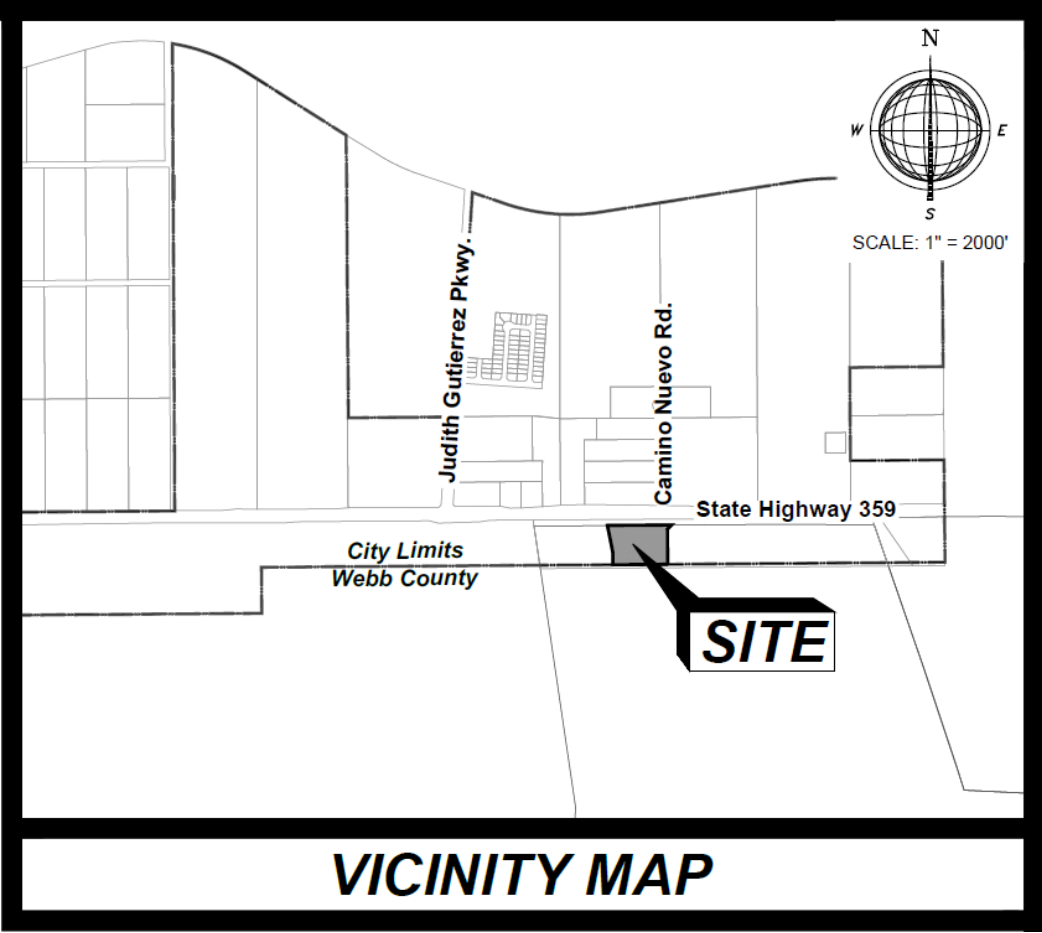 N
W
E
S
SCALE: 1" = 2000'
Judith Gutierrez Pkwy.
Camino Nuevo Rd.
State Highway 359
City Limits
Webb County
SITE
VICINITY MAP